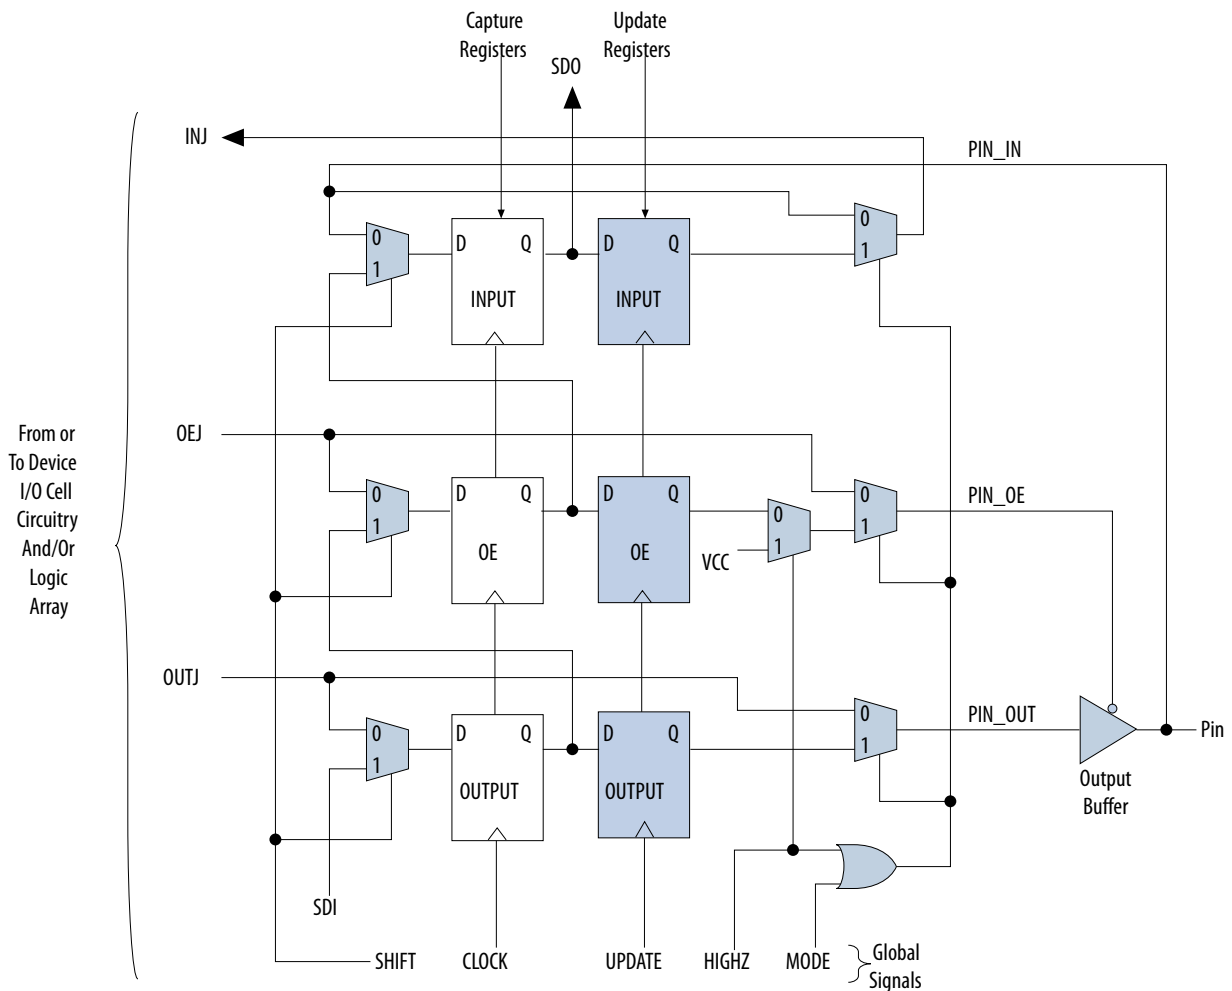 Capture
Registers
Update
Registers
SDO
INJ
PIN_IN
0
1
D Q
INPUT
D Q
INPUT
0
1
From or
To Device
I/O Cell
Circuitry
And/Or
Logic
Array
OEJ
0
1
D Q
OE
D Q
OE
0
1
VCC
0
1
PIN_OE
OUTJ
0
1
D Q
OUTPUT
D Q
OUTPUT
0
1
PIN_OUT
Pin
Output
Buffer
SDI
SHIFT
CLOCK
UPDATE
HIGHZ
MODE
Global
Signals